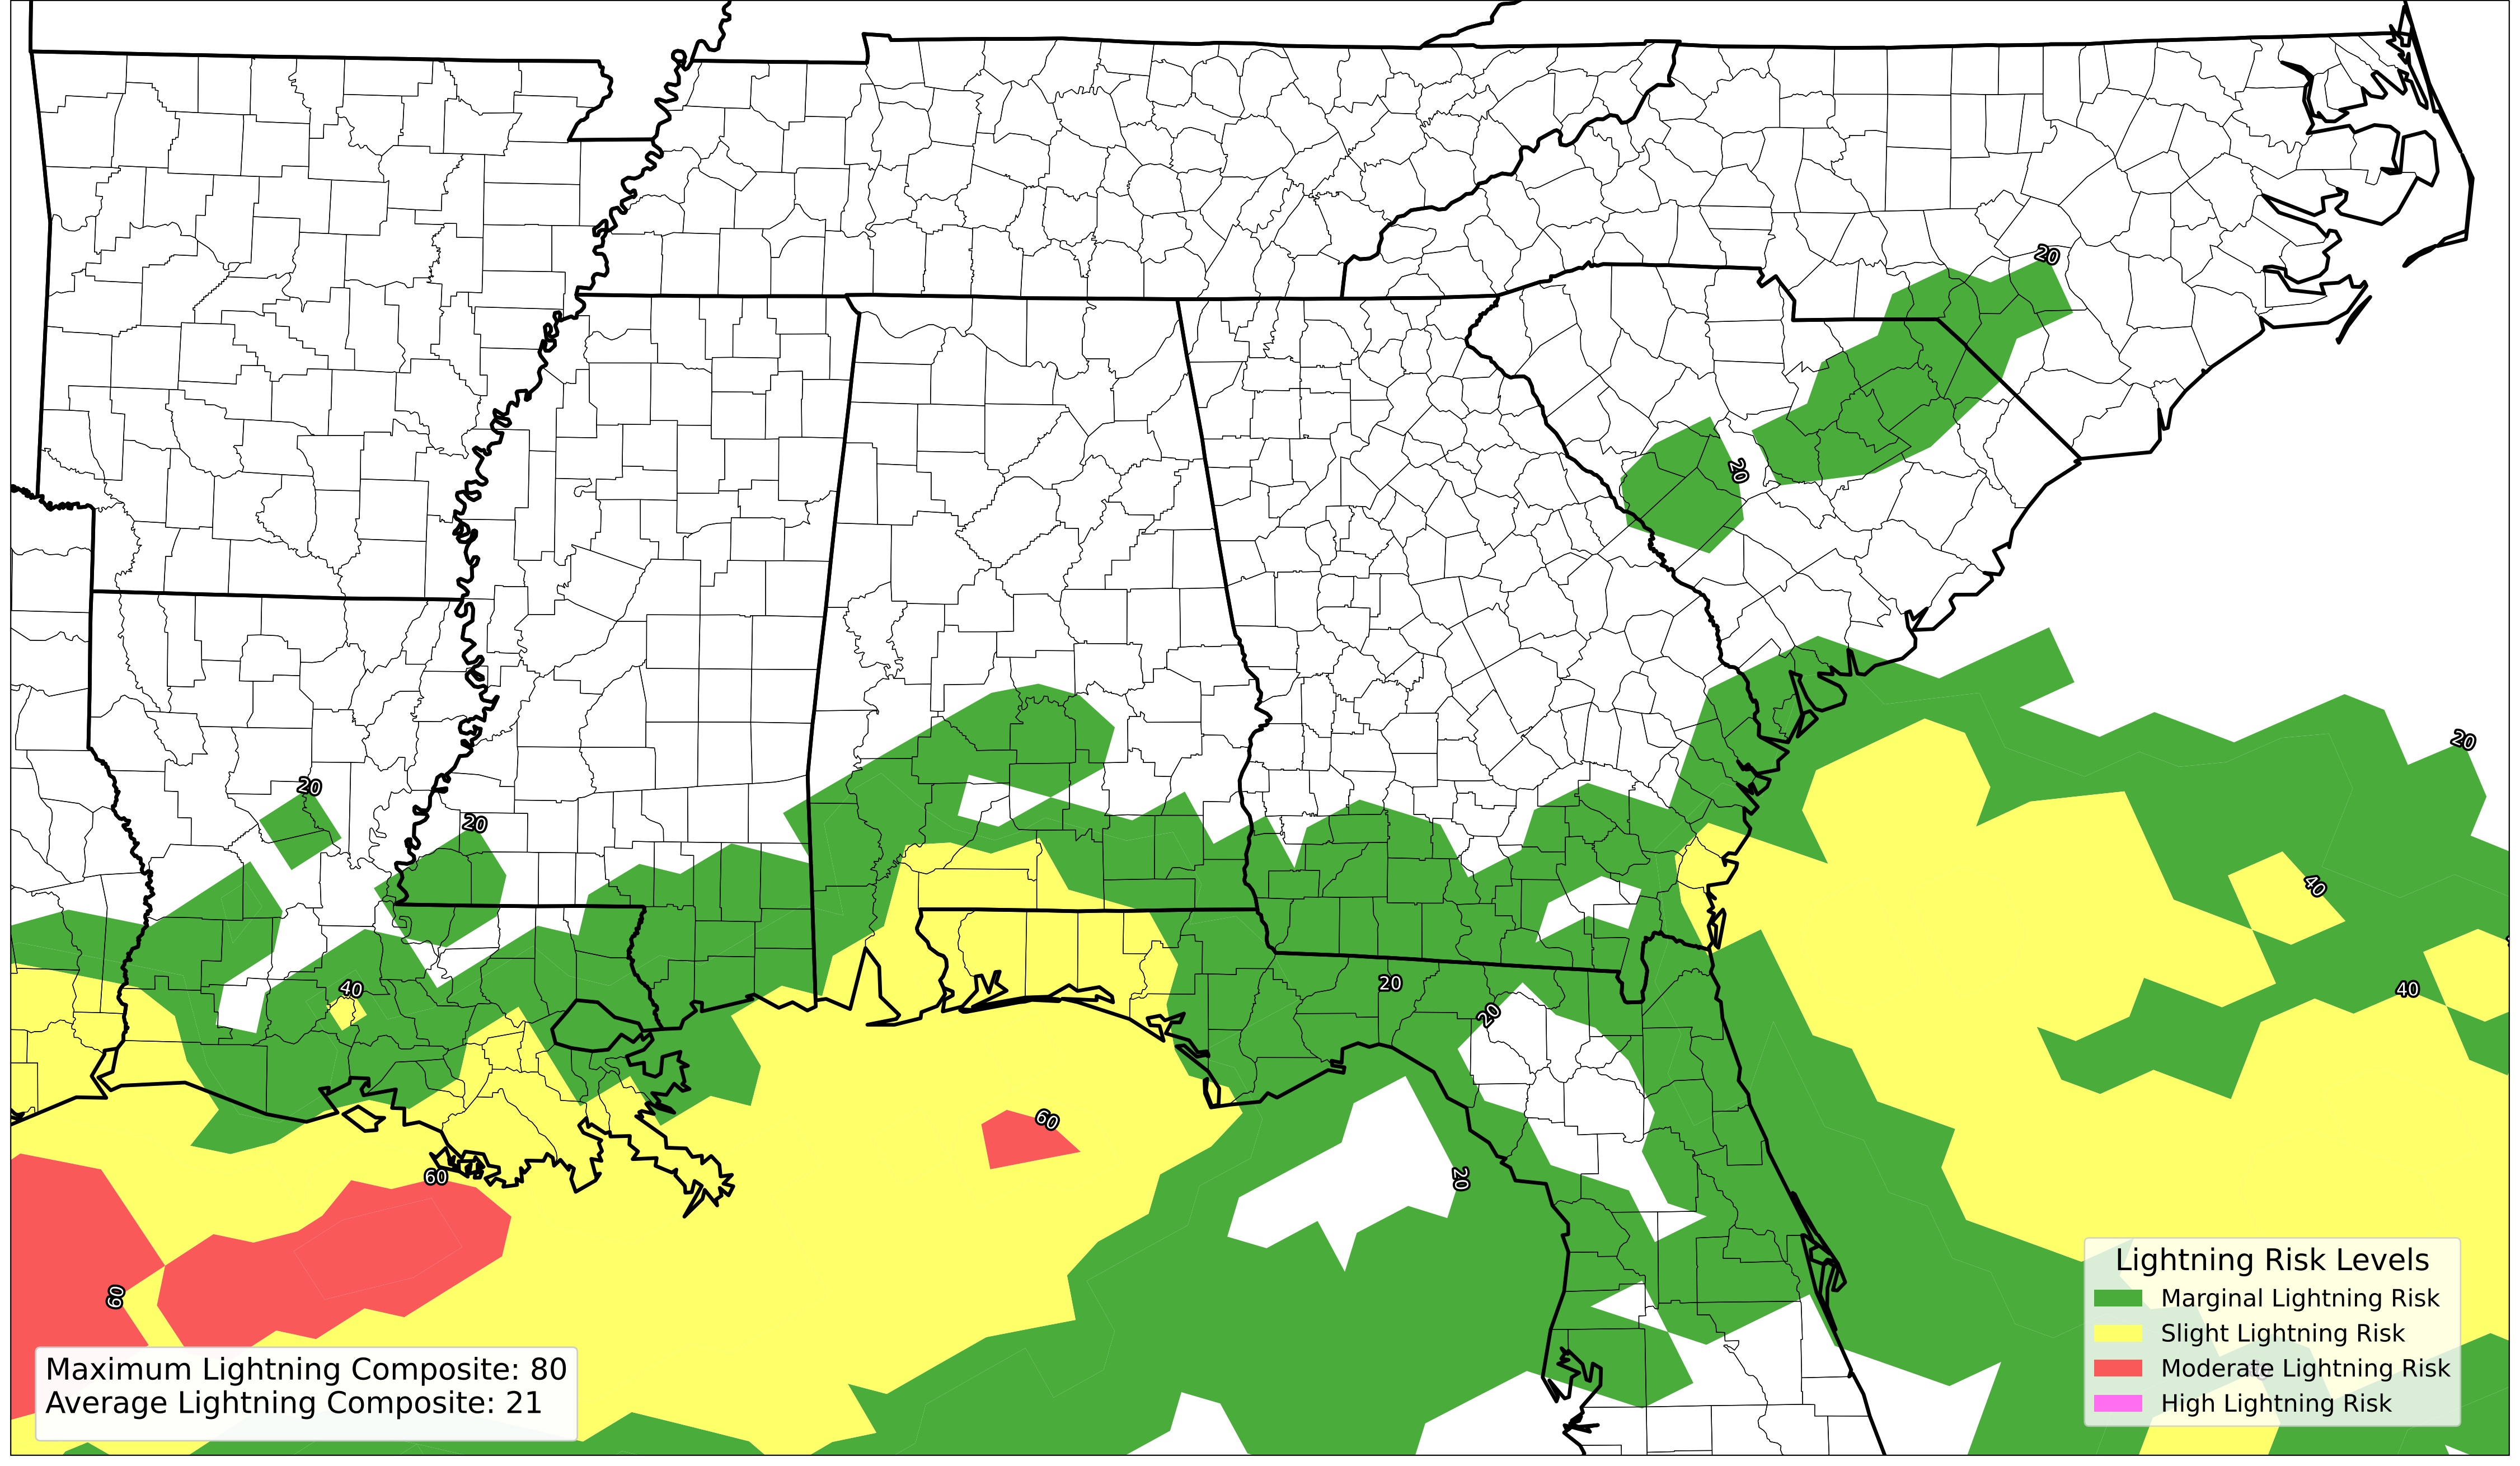 20
20
20
20
20
40
40
20
20
40
60
20
60
60
Lightning Risk Levels
Marginal Lightning Risk
Slight Lightning Risk
Moderate Lightning Risk
High Lightning Risk
Maximum Lightning Composite: 80
Average Lightning Composite: 21